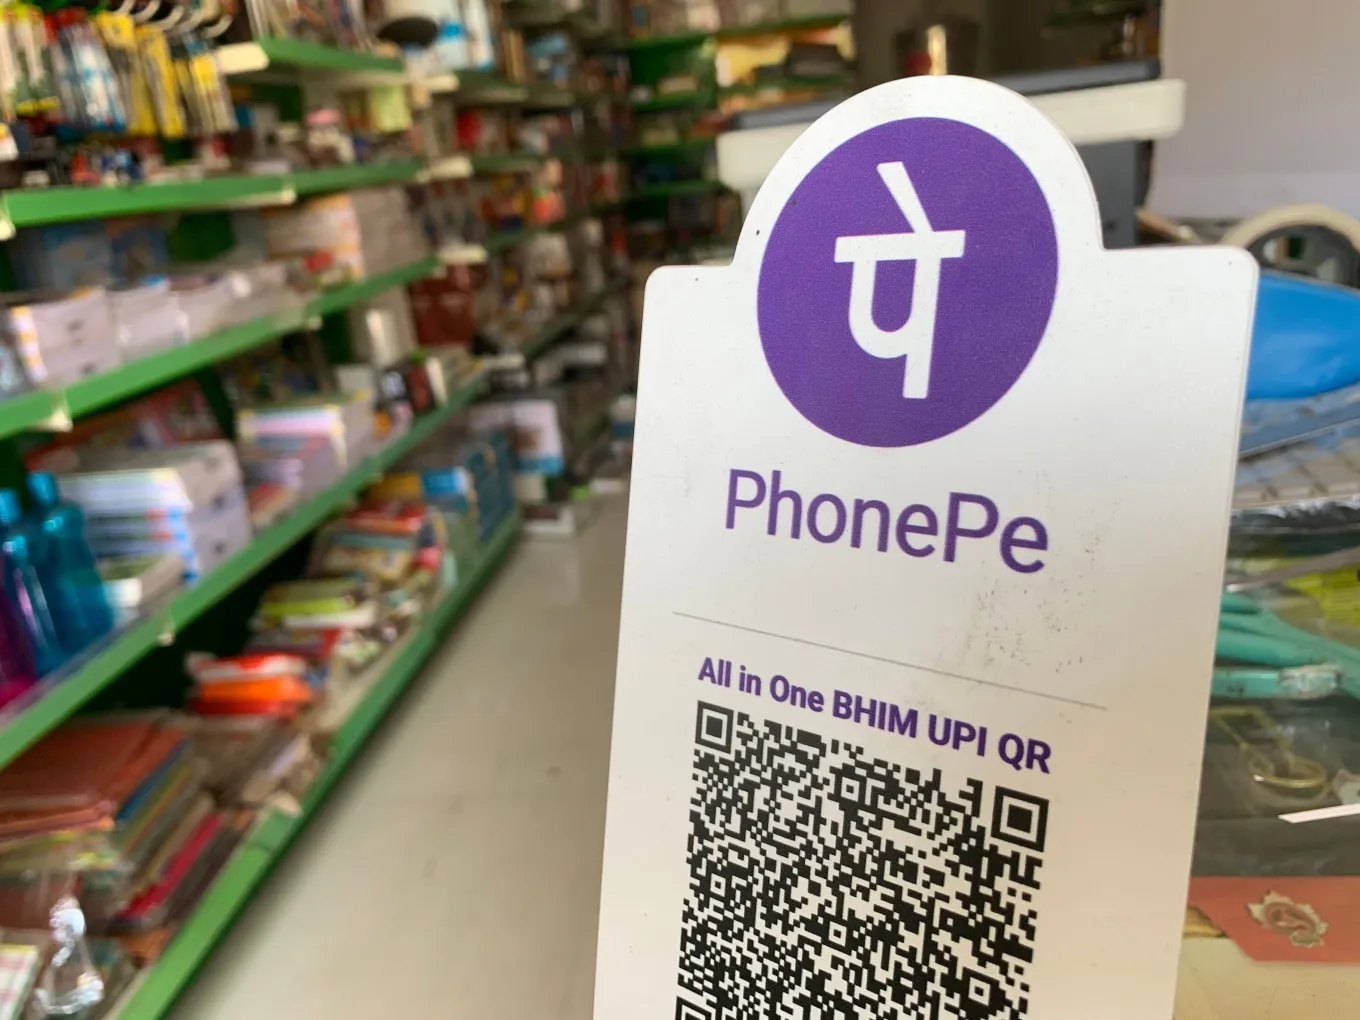 पे
PhonePe
All in One BHIM UPI QR